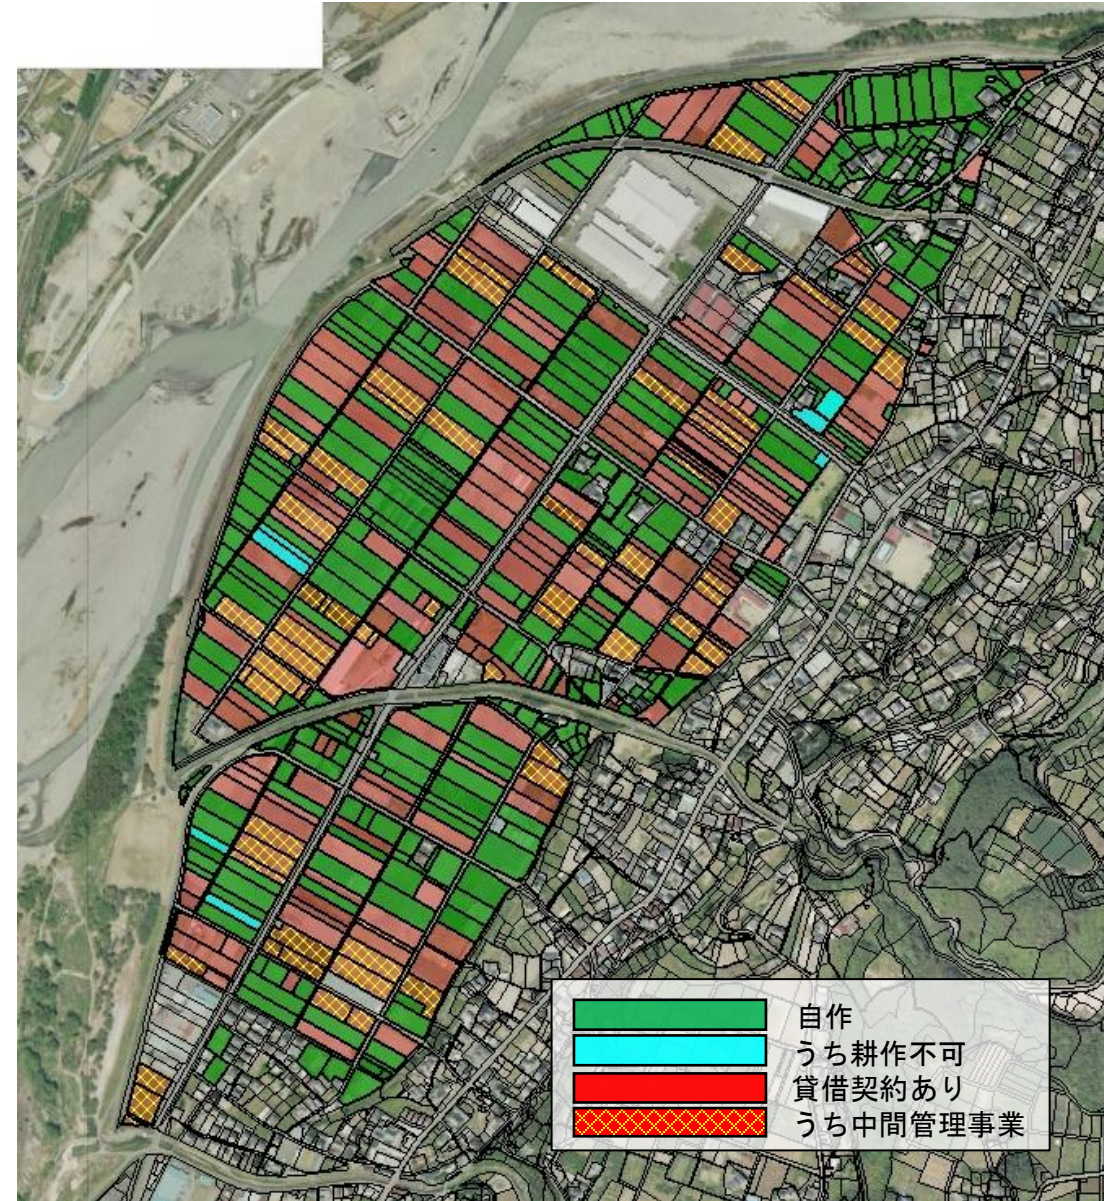 自作
うち耕作不可
貸借契約あり
うち中間管理事業